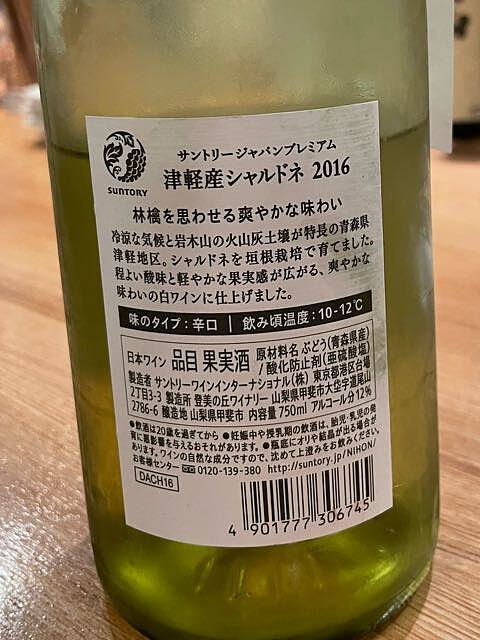 SUNTORY
サントリージャパンプレミアム
津軽産シャルドネ 2016
林檎を思わせる爽やかな味わい
冷涼な気候と岩木山の火山灰土壌が特長の青森県
津軽地区。シャルドネを垣根栽培で育てました。
程よい酸味と軽やかな果実感が広がる、爽やかな
味わいの白ワインに仕上げました。
味のタイプ:辛口 | 飲み頃温度:10-12℃
日本ワイン 品目 果実酒 原材料名 ぶどう(青森県産)
/酸化防止剤(亜硫酸塩)
製造者 サントリーワインインターナショナル(株) 東京都港区台場
2丁目3-3 製造所 登美の丘ワイナリー 山梨県甲斐市大垈字道尾山
2786-6 醸造地 山梨県甲斐市 内容量 750ml アルコール分 12%
●飲酒は20歳を過ぎてから ●妊娠中や授乳期の飲酒は、胎児・乳児の発
育に悪影響を与えるおそれがあります。●瓶底にオリや結晶が出る場合が
あります。ワインの自然な成分ですので、沈めて上澄みをお飲みください。
お客様センター 0120-139-380 http://suntory.jp/NIHON/
DACH16
4 901777 306745